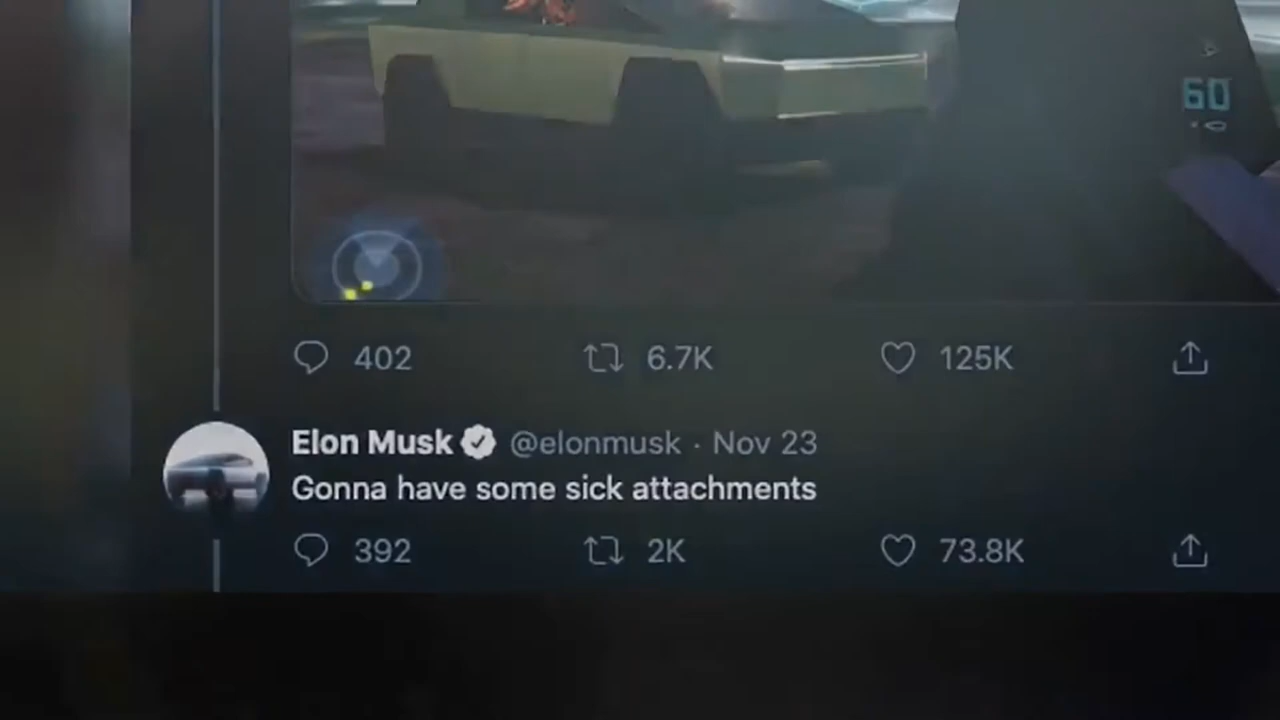 60
402 6.7K 125K
Elon Musk @elonmusk · Nov 23
Gonna have some sick attachments
392 2K 73.8K